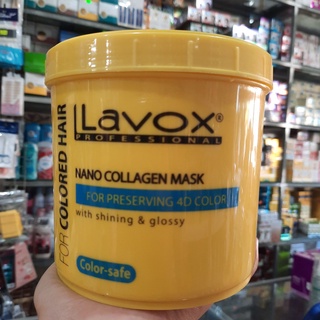 FOR COLORED HAIR
LAVOX®
PROFESSIONAL
NANO COLLAGEN MASK
FOR PRESERVING 4D COLOR
with shining & glossy
Color-safe